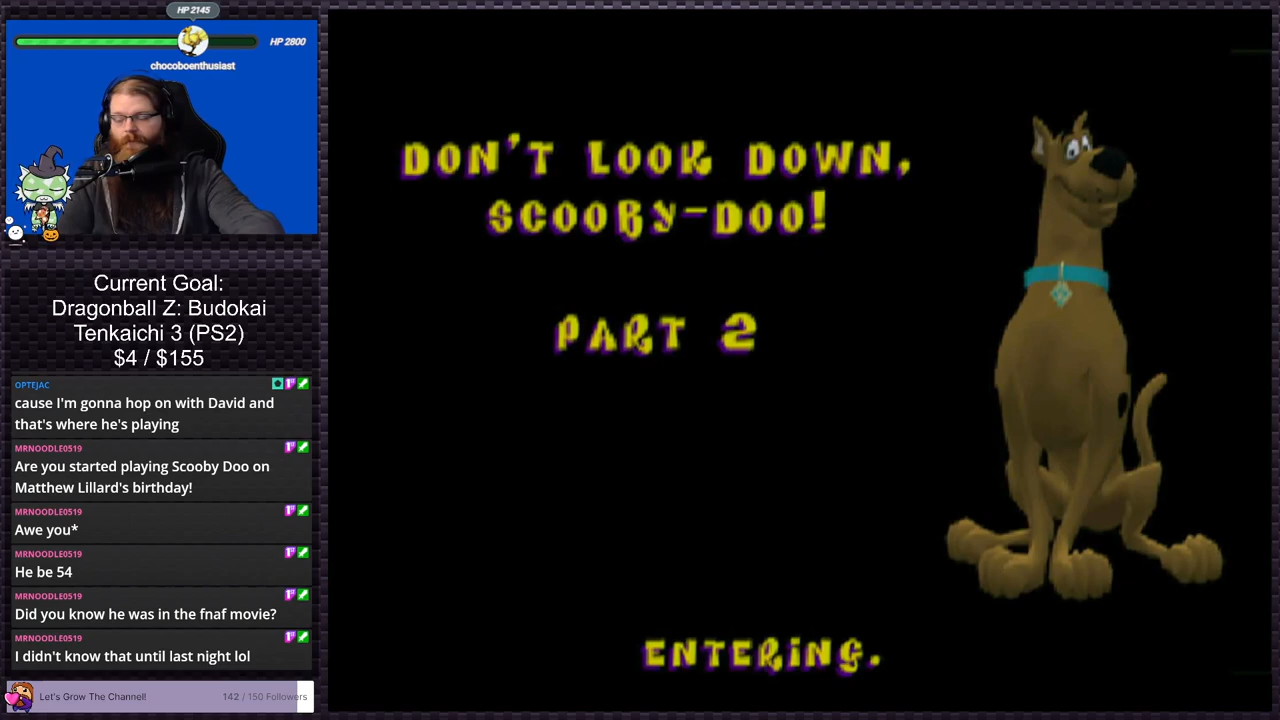 HP 2145
HP 2800
chocoboenthusiast
Current Goal:
Dragonball Z: Budokai
Tenkaichi 3 (PS2)
$4 / $155
OPTEJAC
cause I'm gonna hop on with David and
that's where he's playing
MRNOODLE0519
Are you started playing Scooby Doo on
Matthew Lillard's birthday!
MRNOODLE0519
Awe you*
MRNOODLE0519
He be 54
MRNOODLE0519
Did you know he was in the fnaf movie?
MRNOODLE0519
I didn't know that until last night lol
Let's Grow The Channel!
142 / 150 Followers
DON'T LOOK DOWN,
SCOOBY-DOO!
PART 2
ENTERING.